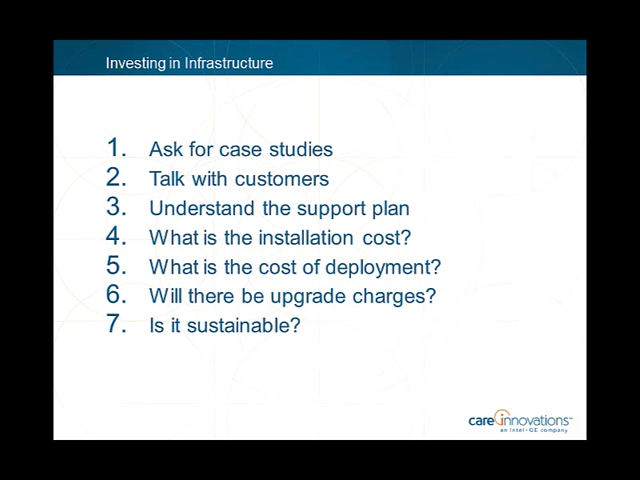 Investing in Infrastructure
1. Ask for case studies
2. Talk with customers
3. Understand the support plan
4. What is the installation cost?
5. What is the cost of deployment?
6. Will there be upgrade charges?
7. Is it sustainable?
care innovations™
an Intel • GE company